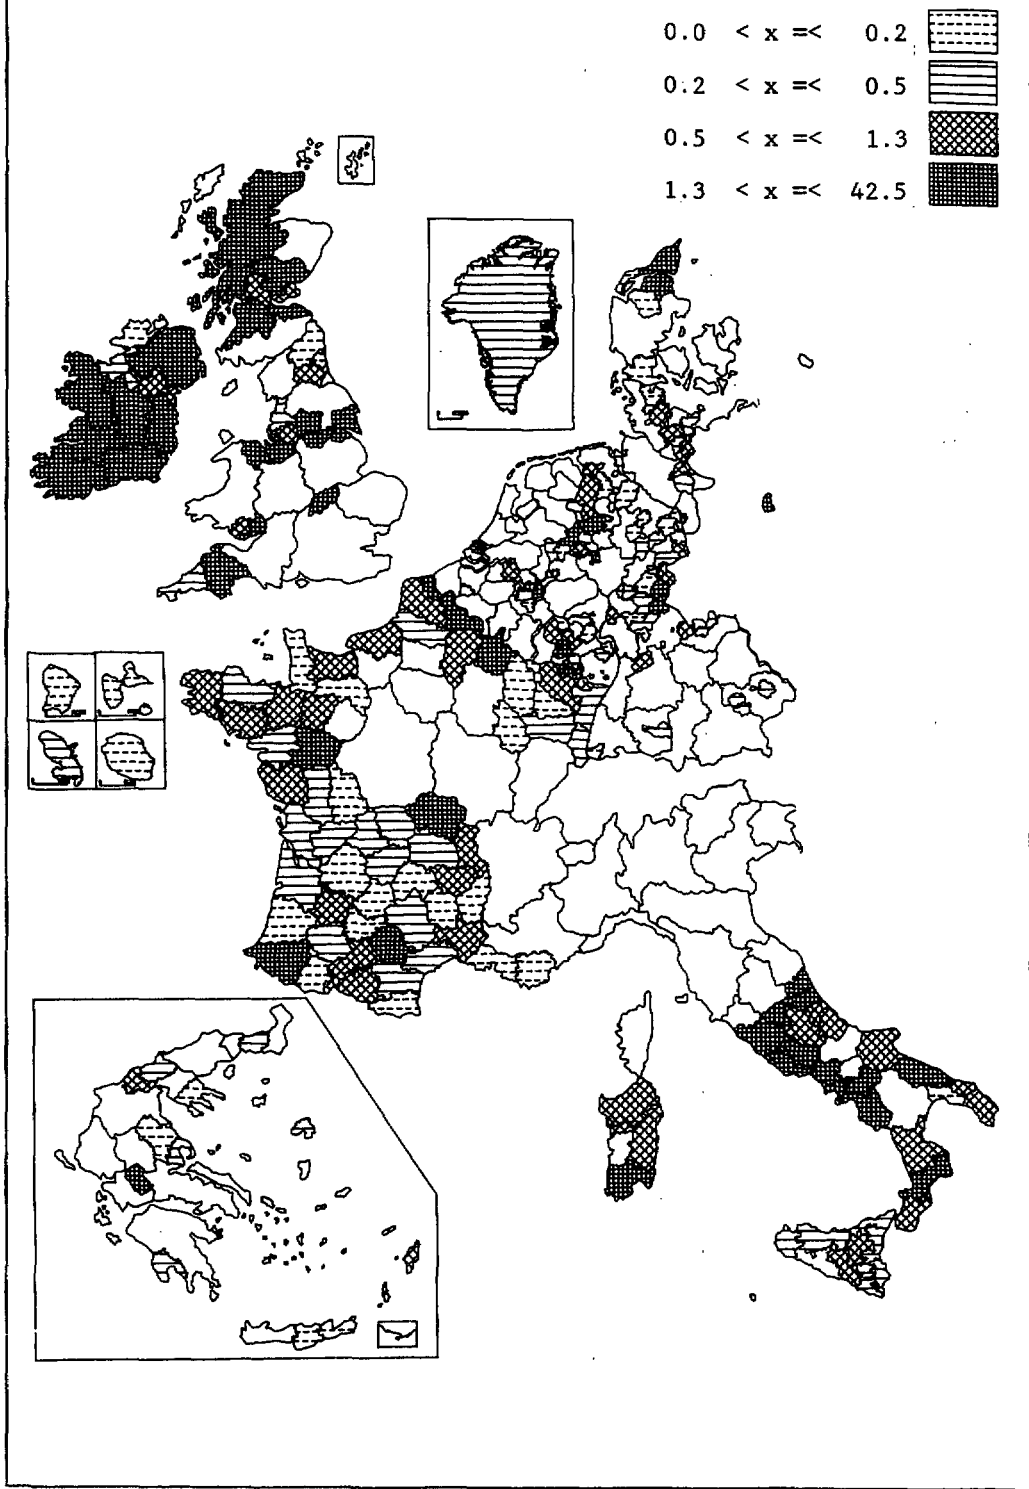 0.0 < x =< 0.2
0.2 < x =< 0.5
0.5 < x =< 1.3
1.3 < x =< 42.5